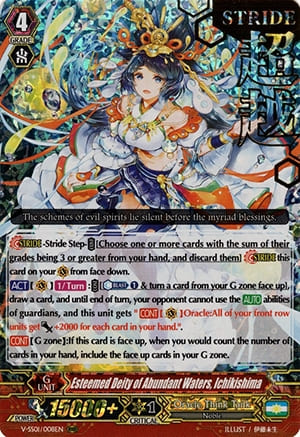 4
GRADE
STRIDE
超越
The schemes of evil spirits lie silent before the myriad blessings.
STRIDE -Stride Step- [Choose one or more cards with the sum of their
grades being 3 or greater from your hand, and discard them] STRIDE
this card on your (V) from face down.
ACT (V) 1/Turn : [ BLAST 1 & turn a card from your G zone face up],
draw a card, and until end of turn, your opponent cannot use the AUTO abilities
of guardians, and this unit gets " CONT (V) Oracle:All of your front row
units get +2000 for each card in your hand.".
CONT [G zone]:If this card is face up, when you would count the number of
cards in your hand, include the face up cards in your G zone.
G
UNIT
Esteemed Deity of Abundant Waters, Ichikishima
POWER
15000+
1
CRITICAL
Oracle Think Tank
Noble
V-SS01/008EN
ILLUST / 伊藤未生